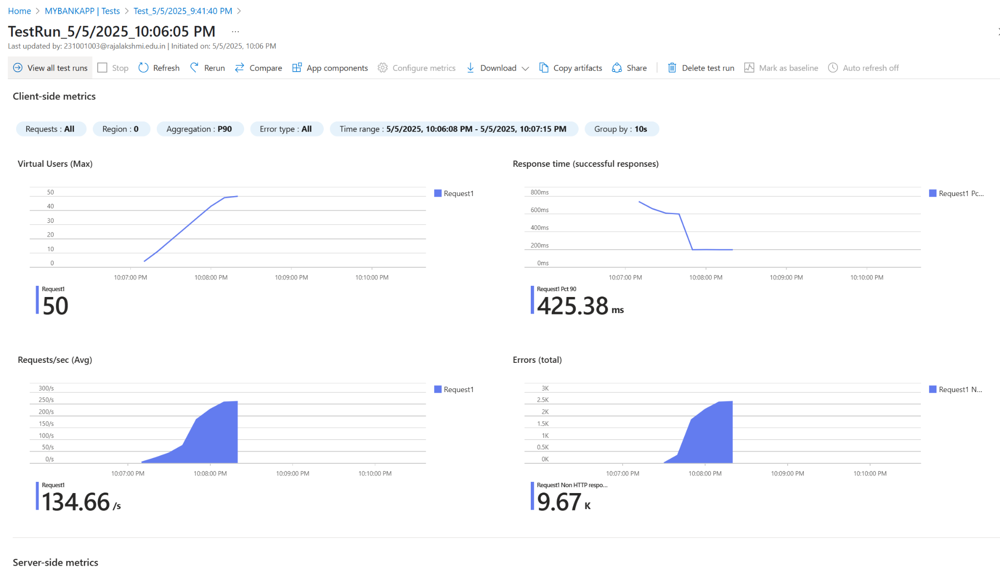 Home > MYBANKAPP | Tests > Test_5/5/2025_9:41:40 PM >
TestRun_5/5/2025_10:06:05 PM ...
Last updated by: 231001003@rajalakshmi.edu.in | Initiated on: 5/5/2025, 10:06 PM
View all test runs Stop Refresh Rerun Compare App components Configure metrics Download Copy artifacts Share Delete test run Mark as baseline Auto refresh off
Client-side metrics
Requests : All Region : 0 Aggregation : P90 Error type : All Time range : 5/5/2025, 10:06:08 PM - 5/5/2025, 10:07:15 PM Group by : 10s
Virtual Users (Max)
50
40
30
20
10
0
10:07:00 PM 10:08:00 PM 10:09:00 PM 10:10:00 PM
Request1
Request1
50
Response time (successful responses)
800ms
600ms
400ms
200ms
0ms
10:07:00 PM 10:08:00 PM 10:09:00 PM 10:10:00 PM
Request1 Pc...
Request1 Pct 90
425.38 ms
Requests/sec (Avg)
300/s
250/s
200/s
150/s
100/s
50/s
0/s
10:07:00 PM 10:08:00 PM 10:09:00 PM 10:10:00 PM
Request1
Request1
134.66 /s
Errors (total)
3K
2.5K
2K
1.5K
1K
0.5K
0K
10:07:00 PM 10:08:00 PM 10:09:00 PM 10:10:00 PM
Request1 N...
Request1 Non HTTP respo...
9.67 K
Server-side metrics